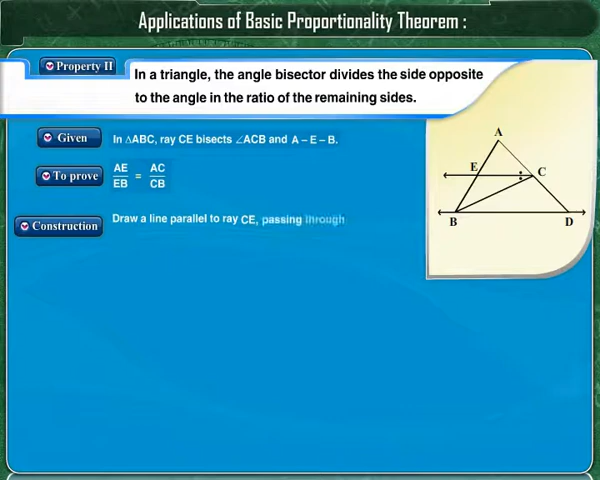 Applications of Basic Proportionality Theorem :
Property II
In a triangle, the angle bisector divides the side opposite
to the angle in the ratio of the remaining sides.
Given
In ΔABC, ray CE bisects ∠ACB and A – E – B.
To prove
AE/EB = AC/CB
Construction
Draw a line parallel to ray CE, passing through
A
E
C
B
D